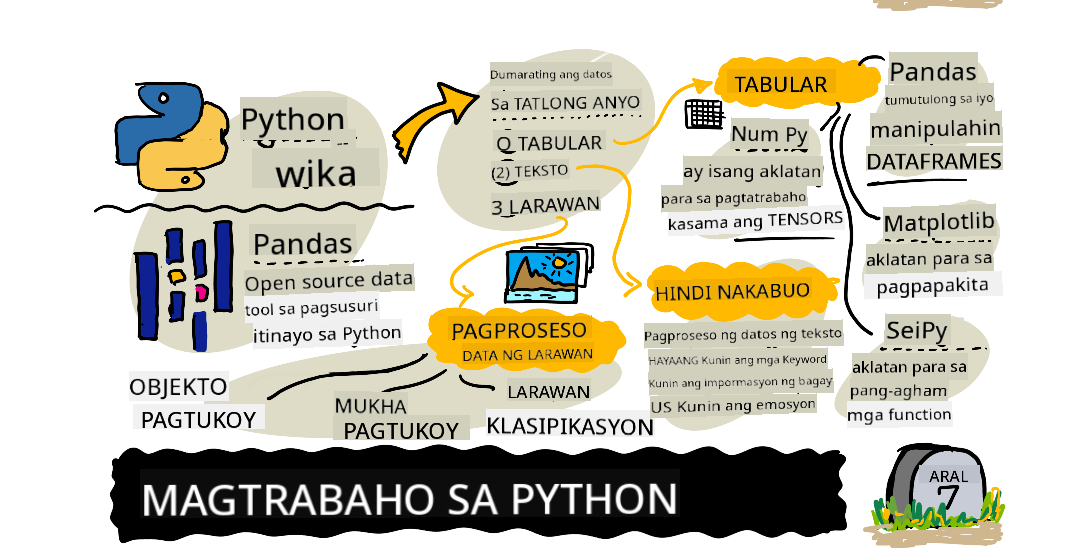 Python
wika
Pandas
Open source data
tool sa pagsusuri
itinayo sa Python
Dumarating ang datos
Sa TATLONG ANYO
Q TABULAR
(2) TEKSTO
3 LARAWAN
TABULAR
Num Py
ay isang aklatan
para sa pagtatrabaho
kasama ang TENSORS
Pandas
tumutulong sa iyo
manipulahin
DATAFRAMES
Matplotlib
aklatan para sa
pagpapakita
SeiPy
aklatan para sa
pang-agham
mga function
HINDI NAKABUO
Pagproseso ng datos ng teksto
HAYAANG Kunin ang mga Keyword
Kunin ang impormasyon ng bagay
US Kunin ang emosyon
PAGPROSESO
DATA NG LARAWAN
OBJEKTO
PAGTUKOY
MUKHA
PAGTUKOY
LARAWAN
KLASIPIKASYON
MAGTRABAHO SA PYTHON
ARAL
7